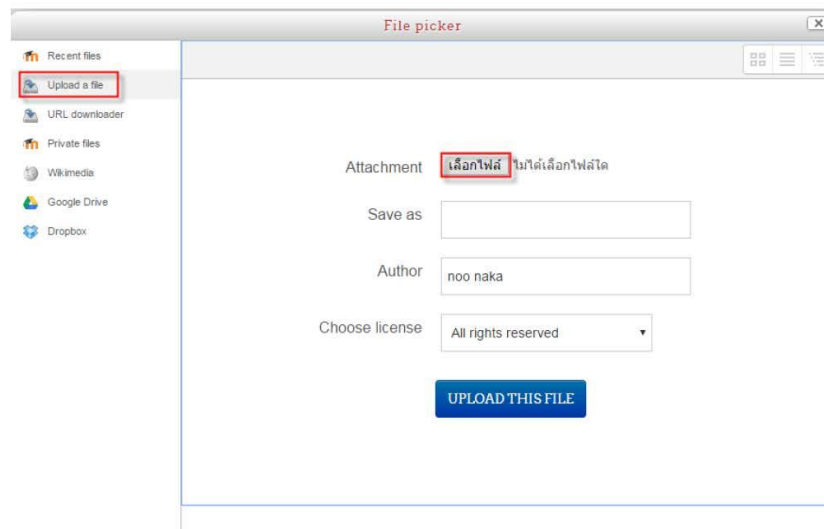 File picker
Recent files
Upload a file
URL downloader
Private files
Wikimedia
Google Drive
Dropbox
Attachment เลือกไฟล์ ไม่ได้เลือกไฟล์ใด
Save as
Author noo naka
Choose license All rights reserved
UPLOAD THIS FILE